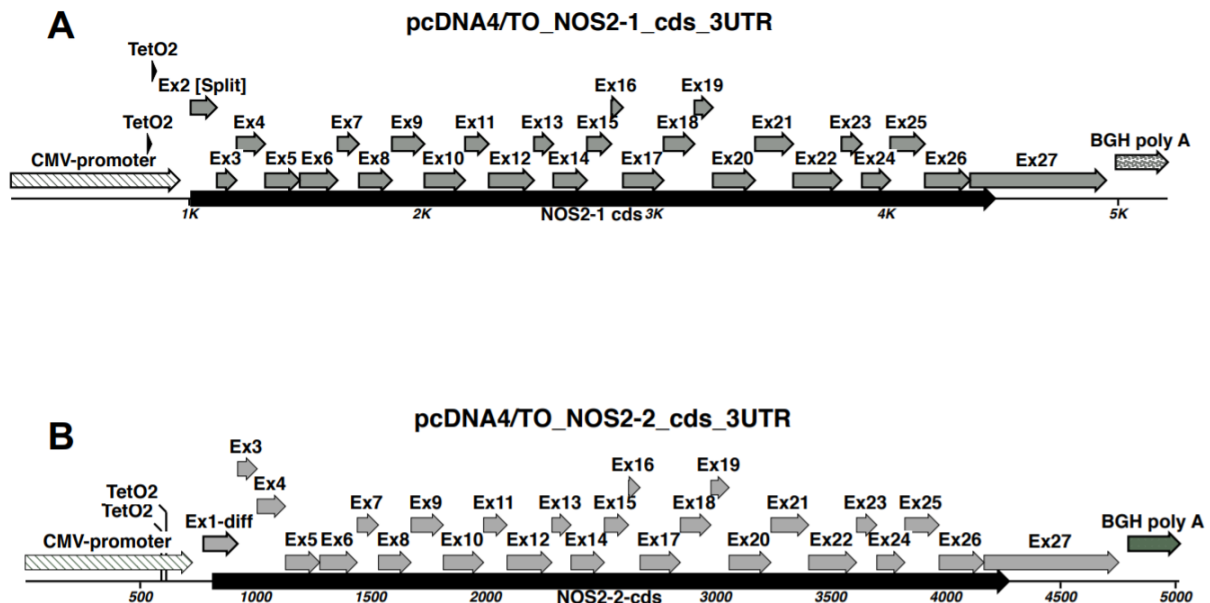 A
pcDNA4/TO_NOS2-1_cds_3UTR
TetO2
Ex2 [Split] Ex16 Ex19
TetO2 Ex4 Ex7 Ex9 Ex11 Ex13 Ex15 Ex18 Ex21 Ex23 Ex25
CMV-promoter Ex3 Ex5 Ex6 Ex8 Ex10 Ex12 Ex14 Ex17 Ex20 Ex22 Ex24 Ex26 Ex27 BGH poly A
NOS2-1 cds
1K 2K 3K 4K 5K
B
pcDNA4/TO_NOS2-2_cds_3UTR
Ex3
Ex16 Ex19
TetO2 Ex4
TetO2 Ex7 Ex9 Ex11 Ex13 Ex15 Ex18 Ex21 Ex23 Ex25
Ex1-diff BGH poly A
CMV-promoter Ex5 Ex6 Ex8 Ex10 Ex12 Ex14 Ex17 Ex20 Ex22 Ex24 Ex26 Ex27
NOS2-2-cds
500 1000 1500 2000 3000 3500 4000 4500 5000